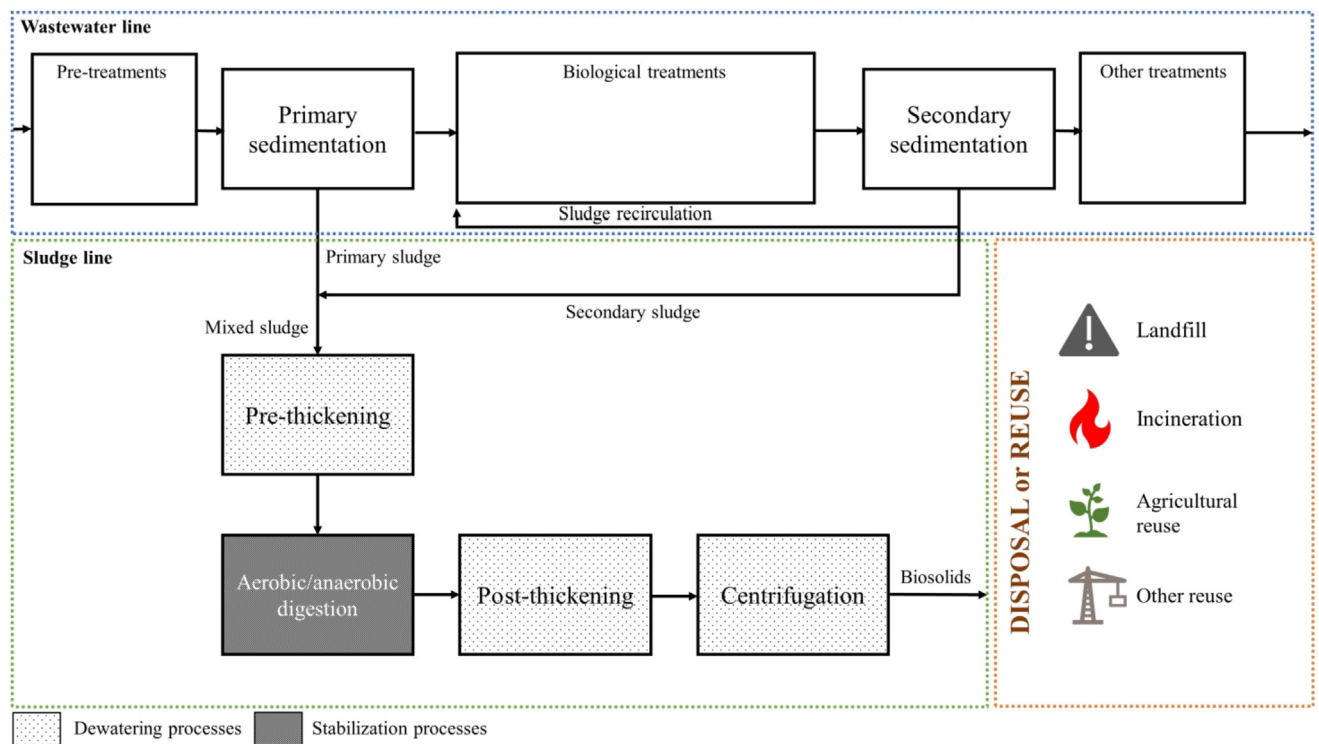 Wastewater line
Pre-treatments
Primary
sedimentation
Biological treatments
Secondary
sedimentation
Other treatments
Sludge recirculation
Sludge line
Primary sludge
Secondary sludge
Mixed sludge
Pre-thickening
Aerobic/anaerobic
digestion
Post-thickening
Centrifugation
Biosolids
DISPOSAL or REUSE
Landfill
Incineration
Agricultural
reuse
Other reuse
Dewatering processes
Stabilization processes